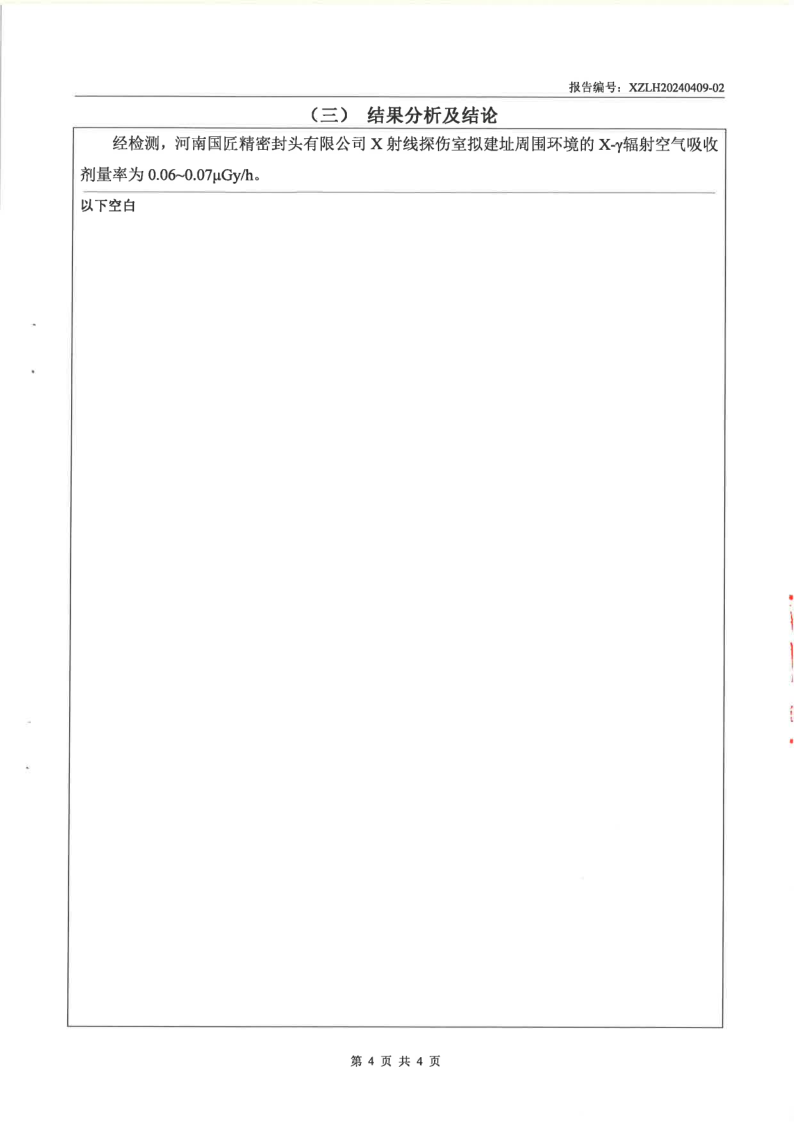 报告编号：XZLH20240409-02
（三） 结果分析及结论
经检测，河南国匠精密封头有限公司 X 射线探伤室拟建址周围环境的 X-γ辐射空气吸收
剂量率为 0.06~0.07μGy/h。
以下空白
第 4 页 共 4 页